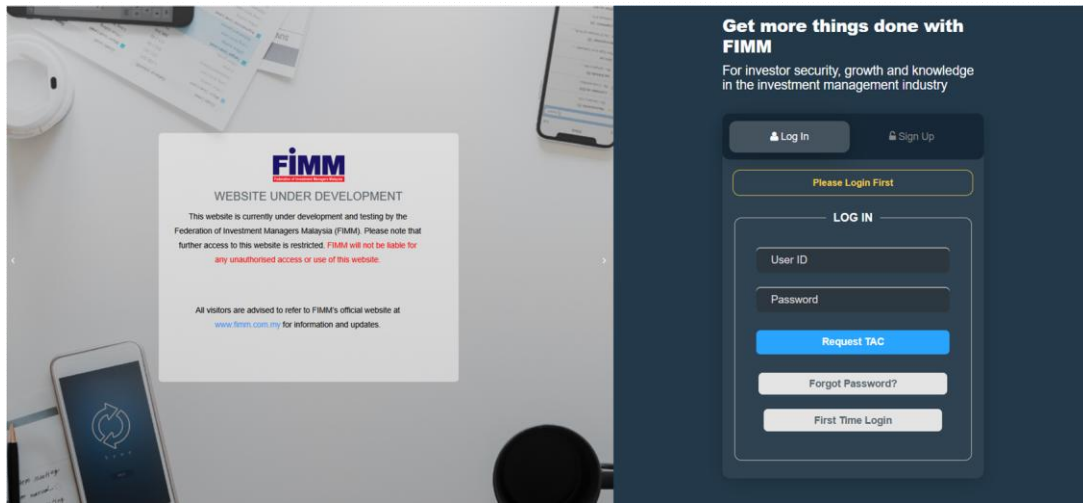 FiMM
Federation of Investment Managers Malaysia
WEBSITE UNDER DEVELOPMENT
This website is currently under development and testing by the
Federation of Investment Managers Malaysia (FIMM). Please note that
further access to this website is restricted. FIMM will not be liable for
any unauthorised access or use of this website.
All visitors are advised to refer to FIMM's official website at
www.fimm.com.my for information and updates.
Get more things done with
FIMM
For investor security, growth and knowledge
in the investment management industry
Log In
Sign Up
Please Login First
LOG IN
User ID
Password
Request TAC
Forgot Password?
First Time Login